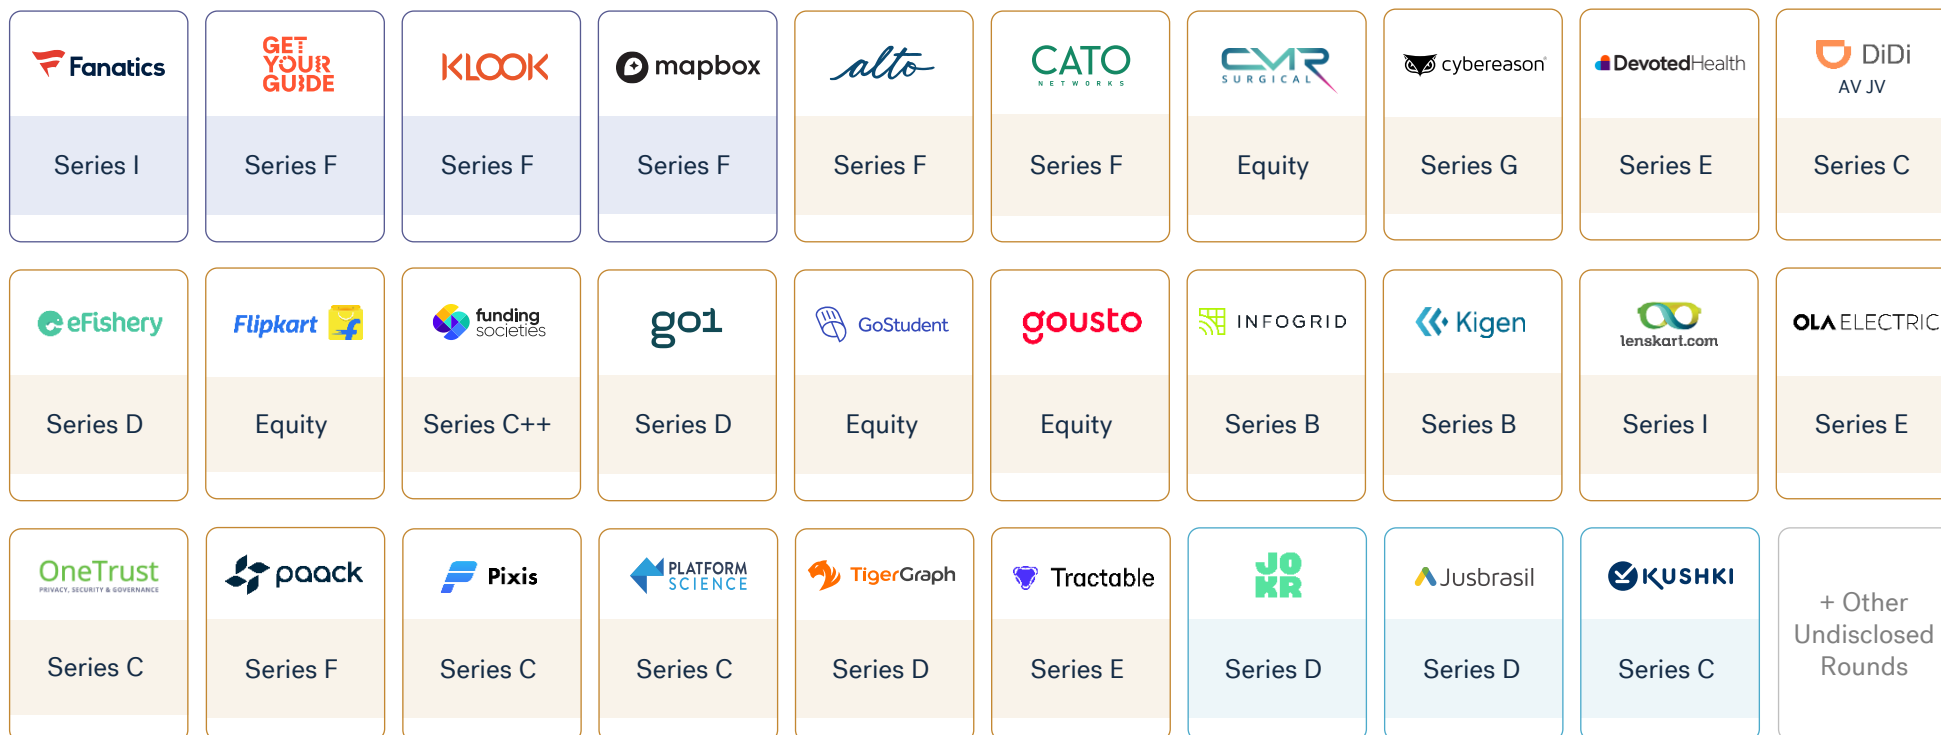 Fanatics
GET
YOUR
GUIDE
KLOOK
mapbox
alto
CATO
NETWORKS
CMR
SURGICAL
cybereason
DevotedHealth
DiDi
AV JV
Series I
Series F
Series F
Series F
Series F
Series F
Equity
Series G
Series E
Series C
eFishery
Flipkart
funding
societies
go1
GoStudent
gousto
INFOGRID
Kigen
lenskart.com
OLA ELECTRIC
Series D
Equity
Series C++
Series D
Equity
Equity
Series B
Series B
Series I
Series E
OneTrust
PRIVACY, SECURITY & GOVERNANCE
paack
Pixis
PLATFORM
SCIENCE
TigerGraph
Tractable
JO
KR
Jusbrasil
KUSHKI
+ Other
Undisclosed
Rounds
Series C
Series F
Series C
Series C
Series D
Series E
Series D
Series D
Series C